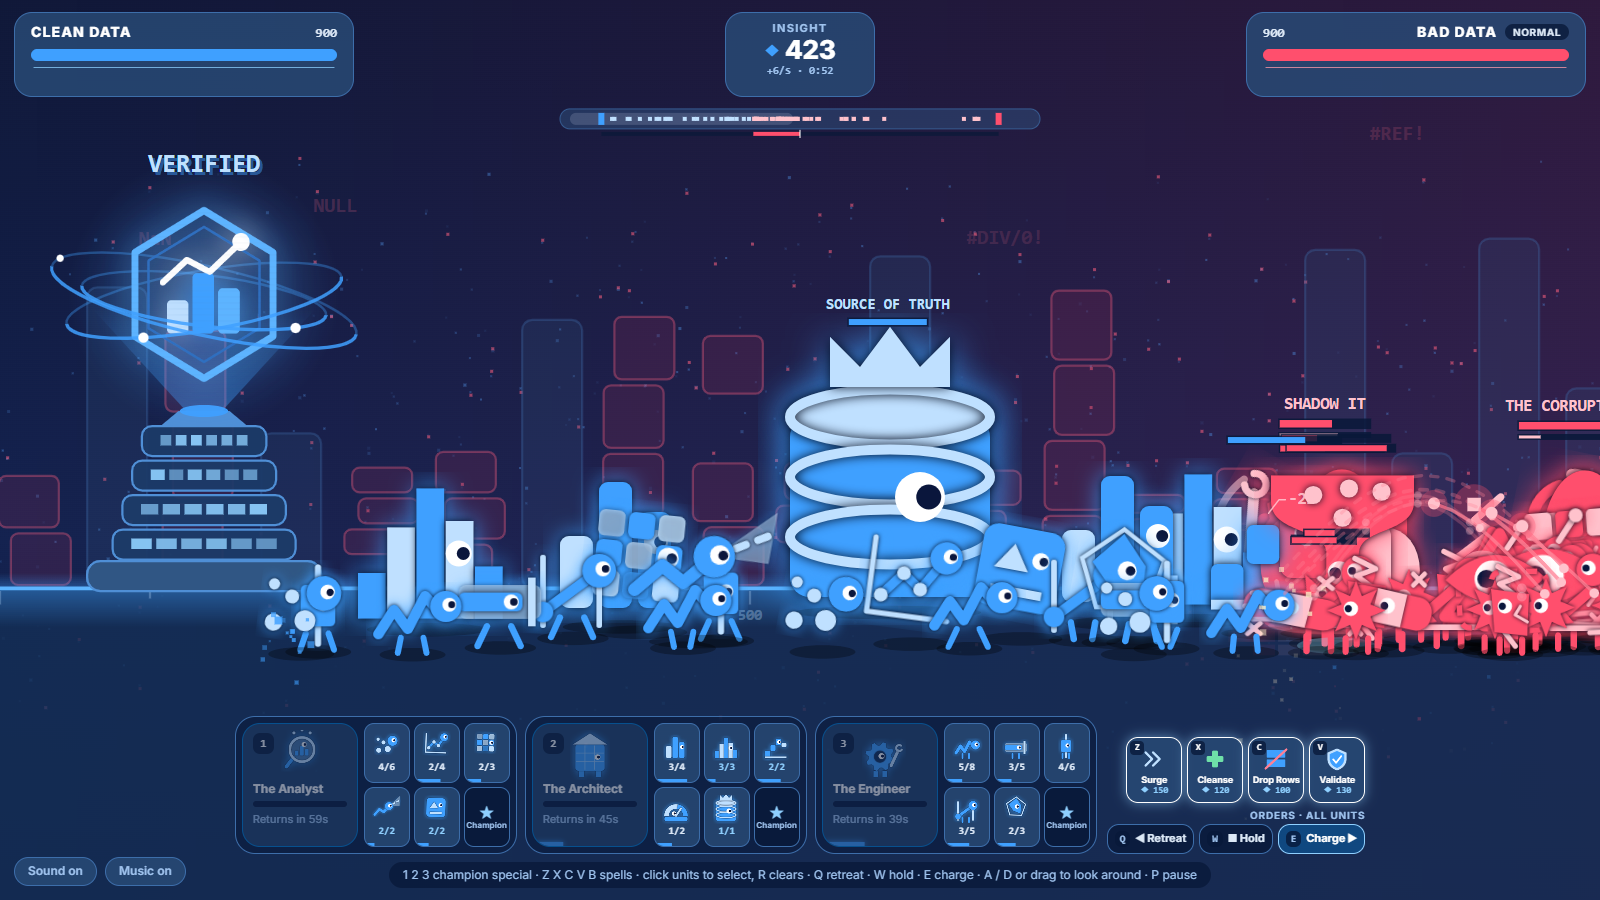 CLEAN DATA 900
INSIGHT
423
+6/s · 0:52
900 BAD DATA NORMAL
#REF!
VERIFIED
NULL
#DIV/0!
SOURCE OF TRUTH
SHADOW IT
THE CORRUPT
-2
500
1
The Analyst
Returns in 59s
4/6
2/4
2/3
2/2
2/2
Champion
2
The Architect
Returns in 45s
3/4
3/3
2/2
1/2
1/1
Champion
3
The Engineer
Returns in 39s
5/8
3/5
4/6
3/5
2/3
Champion
Z
Surge
150
X
Cleanse
120
C
Drop Rows
100
V
Validate
130
ORDERS · ALL UNITS
Q Retreat
W Hold
E Charge
Sound on
Music on
1 2 3 champion special · Z X C V B spells · click units to select, R clears · Q retreat · W hold · E charge · A / D or drag to look around · P pause